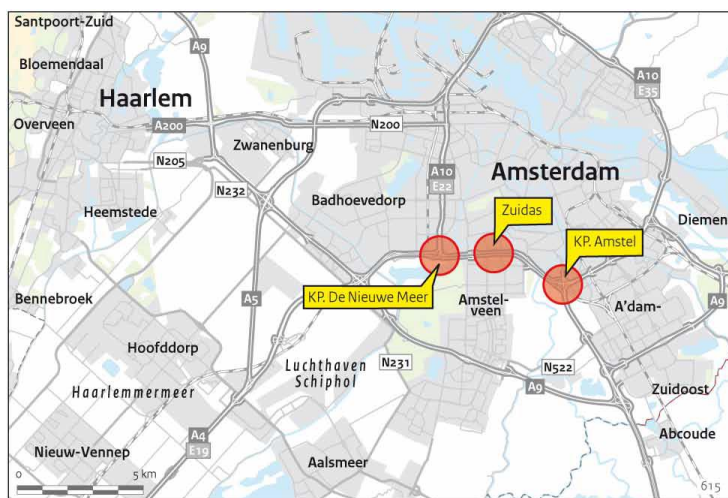 Santpoort-Zuid
A9
Bloemendaal
A10
E35
Haarlem
Overveen
A200
N200
N205
Zwanenburg
A10
E22
Amsterdam
N232
Badhoevedorp
Zuidas
Diemen
Heemstede
KP. Amstel
KP. De Nieuwe Meer
Amstel-
veen
A'dam-
Bennebroek
A5
A9
Hoofddorp
Luchthaven
Schiphol
N231
N522
Haarlemmermeer
A9
Zuidoost
A4
E19
Abcoude
Nieuw-Vennep
Aalsmeer
0
5 km
615